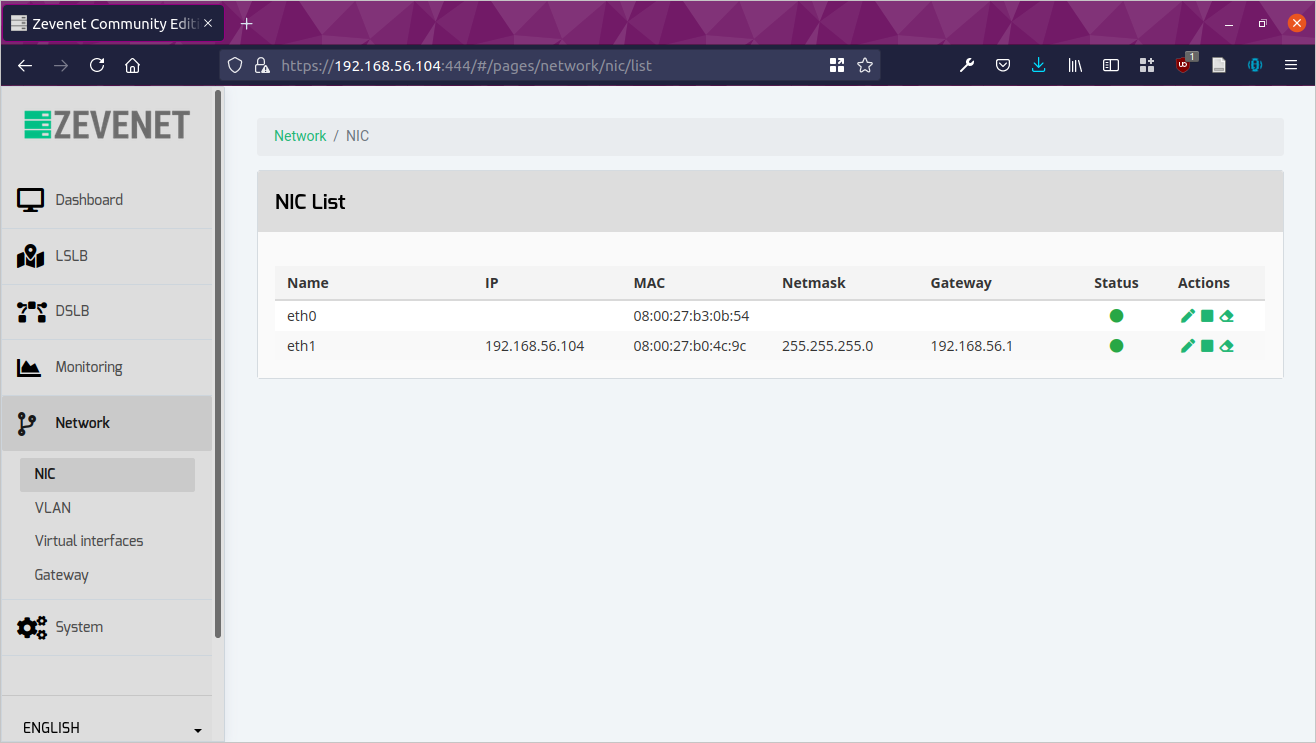 Zevenet Community Edit
https://192.168.56.104:444/#/pages/network/nic/list
1
ZEVENET
Dashboard
LSLB
DSLB
Monitoring
Network
NIC
VLAN
Virtual interfaces
Gateway
System
ENGLISH
Network / NIC
NIC List
Name IP MAC Netmask Gateway Status Actions
eth0 08:00:27:b3:0b:54
eth1 192.168.56.104 08:00:27:b0:4c:9c 255.255.255.0 192.168.56.1